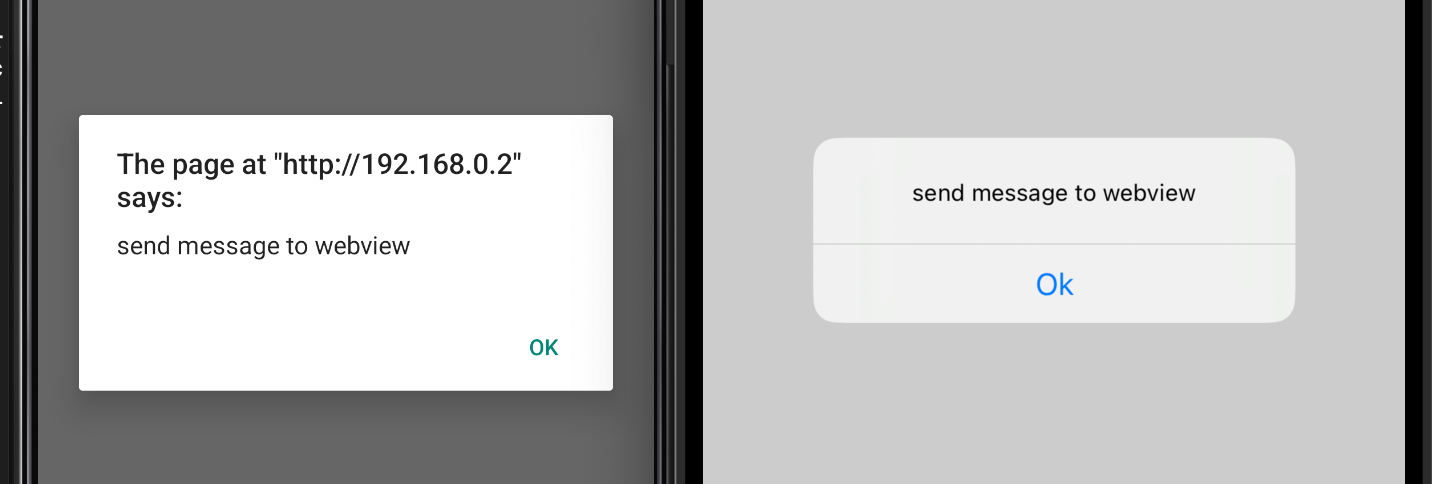 The page at "http://192.168.0.2"
says:
send message to webview
OK
send message to webview
Ok